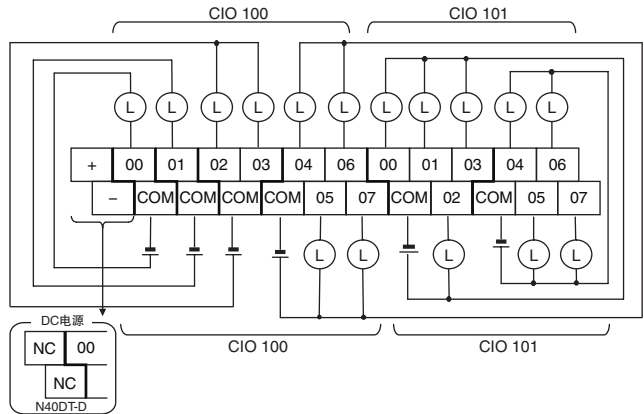 CIO 100 CIO 101
L L L L L L L L L L L
+ 00 01 02 03 04 06 00 01 03 04 06
– COM COM COM COM 05 07 COM 02 COM 05 07
L L L L L
DC电源
NC 00
NC
N40DT-D
CIO 100 CIO 101